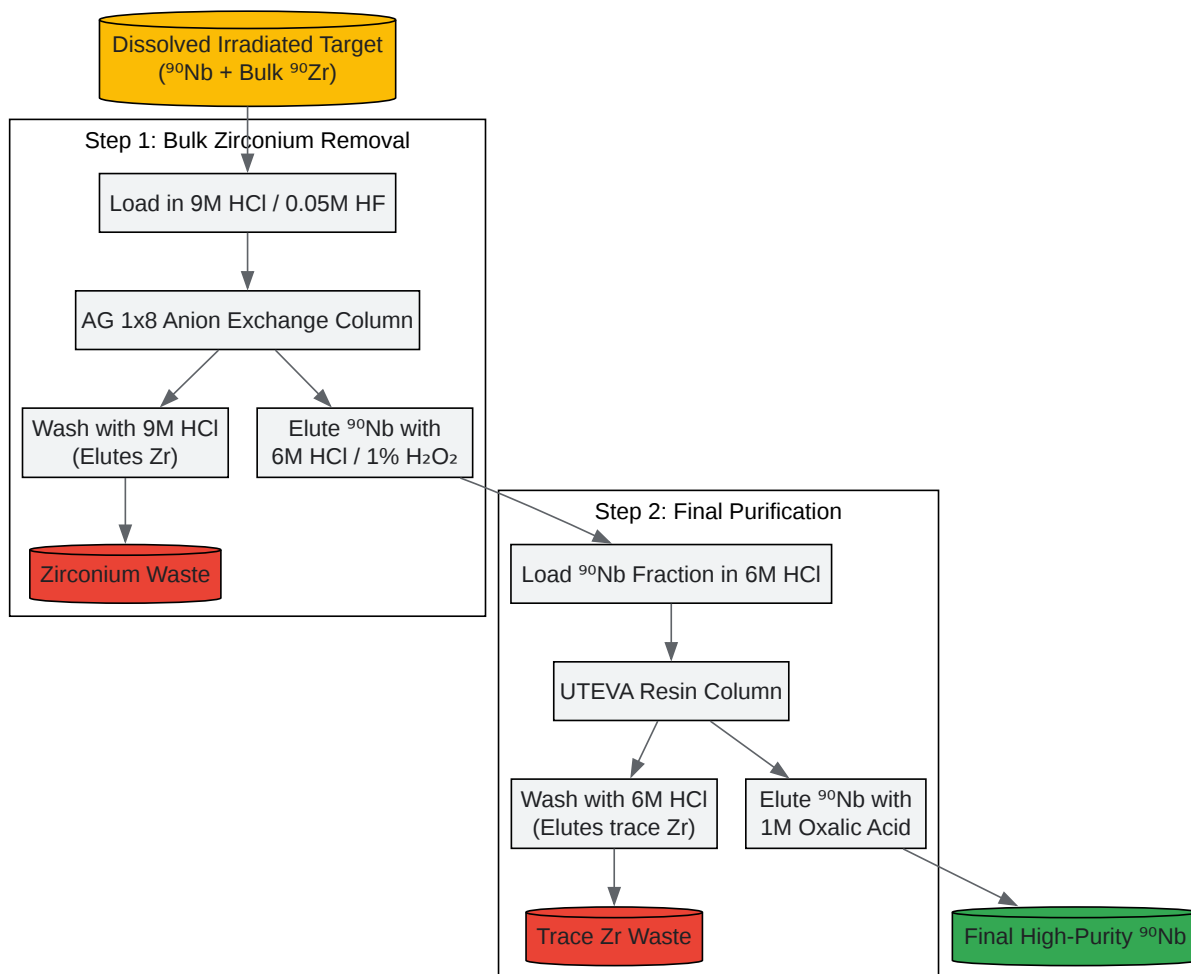 Dissolved Irradiated Target
(⁹⁰Nb + Bulk ⁹⁰Zr)
Step 1: Bulk Zirconium Removal
Load in 9M HCl / 0.05M HF
AG 1x8 Anion Exchange Column
Wash with 9M HCl
(Elutes Zr)
Elute ⁹⁰Nb with
6M HCl / 1% H₂O₂
Zirconium Waste
Step 2: Final Purification
Load ⁹⁰Nb Fraction in 6M HCl
UTEVA Resin Column
Wash with 6M HCl
(Elutes trace Zr)
Elute ⁹⁰Nb with
1M Oxalic Acid
Trace Zr Waste
Final High-Purity ⁹⁰Nb